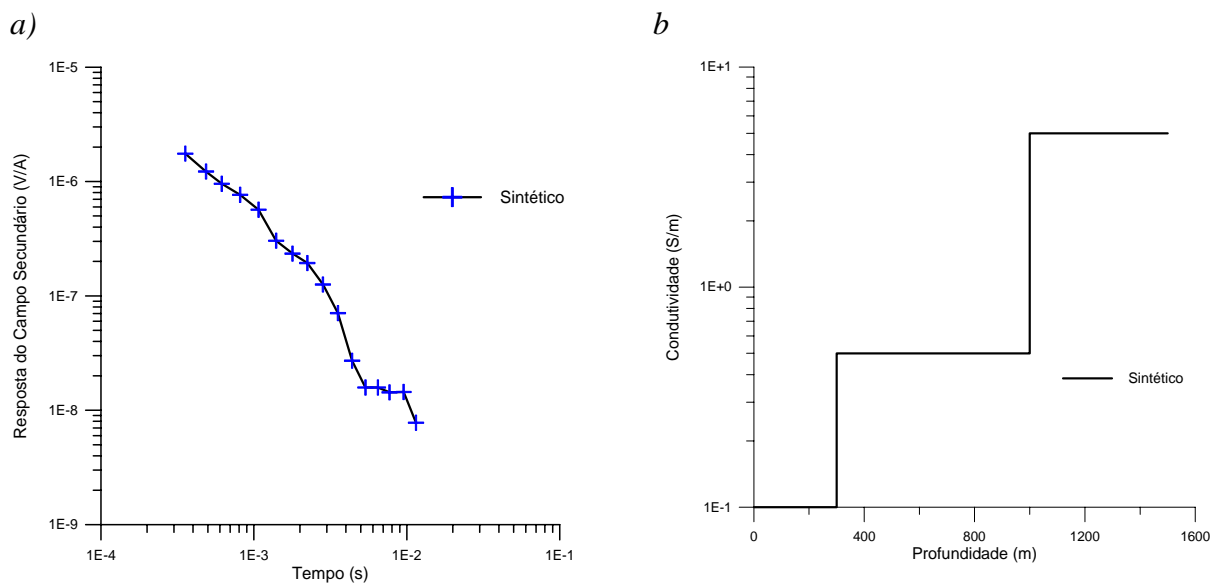 a)
b
1E-5
1E-6
1E-7
1E-8
1E-9
Resposta do Campo Secundário (V/A)
Sintético
1E-4
1E-3
1E-2
1E-1
Tempo (s)
1E+1
1E+0
1E-1
Condutividade (S/m)
Sintético
0
400
800
1200
1600
Profundidade (m)